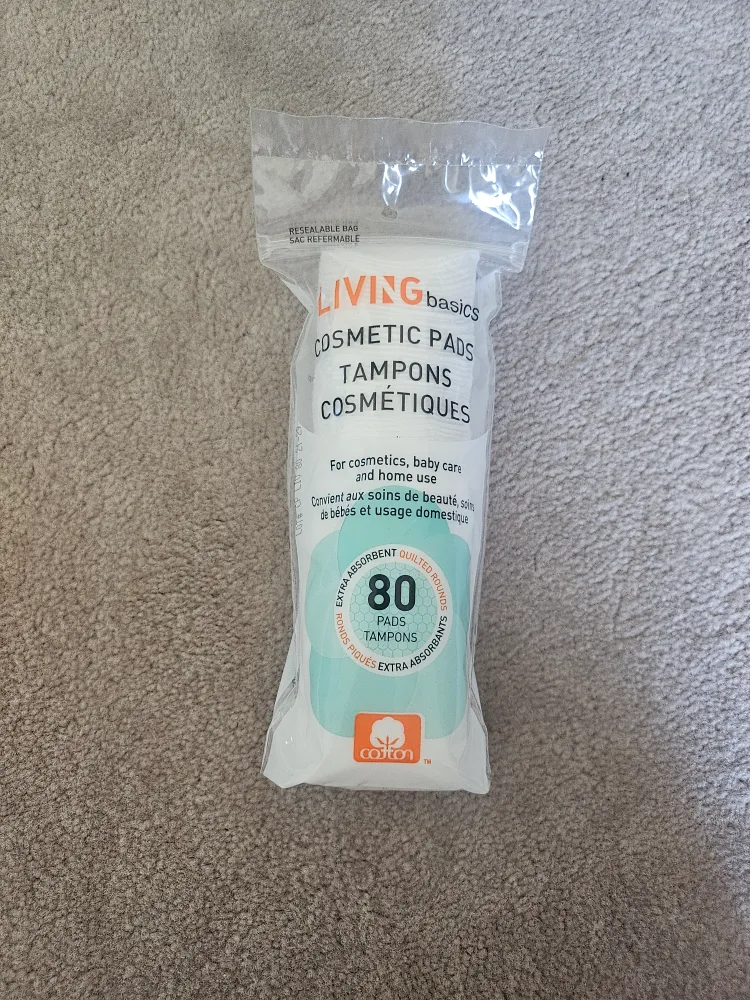 RESEALABLE BAG
SAC REFERMABLE
LIVING basics
COSMETIC PADS
TAMPONS
COSMÉTIQUES
For cosmetics, baby care
and home use
Convient aux soins de beauté, soins
de bébés et usage domestique
EXTRA ABSORBENT QUILTED ROUNDS
80
PADS
TAMPONS
RONDS PIQUÉS EXTRA ABSORBANTS
cotton
TM